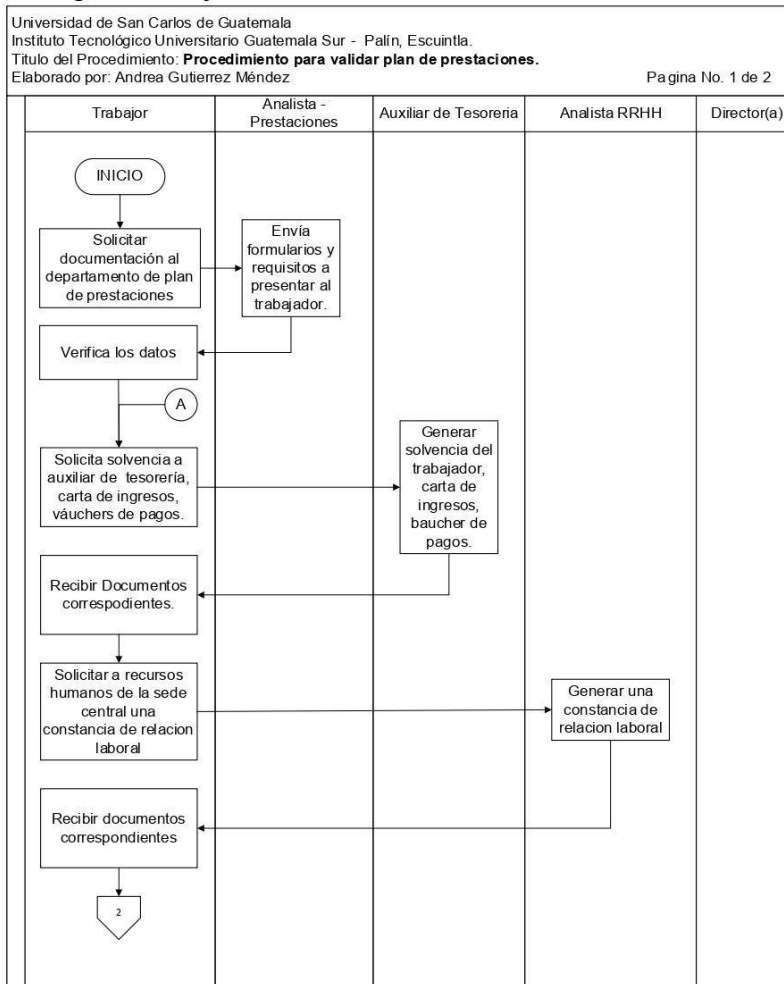 Universidad de San Carlos de Guatemala
Instituto Tecnológico Universitario Guatemala Sur - Palín, Escuintla.
Titulo del Procedimiento: Procedimiento para validar plan de prestaciones.
Elaborado por: Andrea Gutierrez Méndez
Pagina No. 1 de 2
Trabajor
Analista -
Prestaciones
Auxiliar de Tesoreria
Analista RRHH
Director(a)
INICIO
Solicitar
documentación al
departamento de plan
de prestaciones
Envía
formularios y
requisitos a
presentar al
trabajador.
Verifica los datos
A
Solicita solvencia a
auxiliar de tesorería,
carta de ingresos,
váuchers de pagos.
Generar
solvencia del
trabajador,
carta de
ingresos,
baucher de
pagos.
Recibir Documentos
correspodientes.
Solicitar a recursos
humanos de la sede
central una
constancia de relacion
laboral
Generar una
constancia de
relacion laboral
Recibir documentos
correspondientes
2